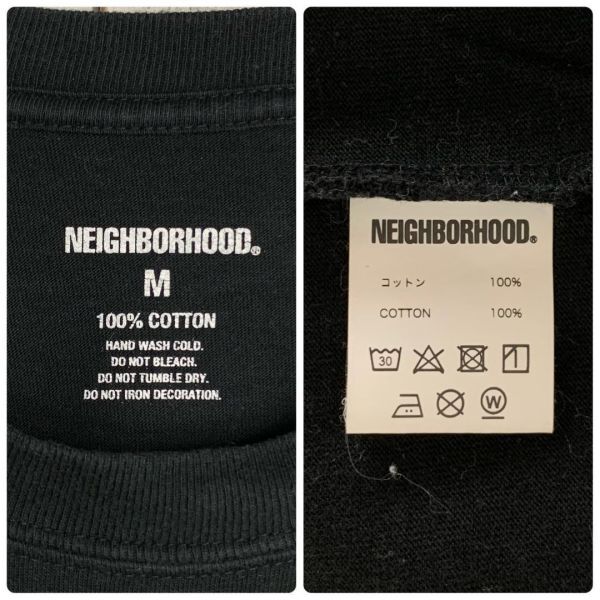 NEIGHBORHOOD®
M
100% COTTON
HAND WASH COLD.
DO NOT BLEACH.
DO NOT TUMBLE DRY.
DO NOT IRON DECORATION.
NEIGHBORHOOD®
コットン 100%
COTTON 100%
30
W